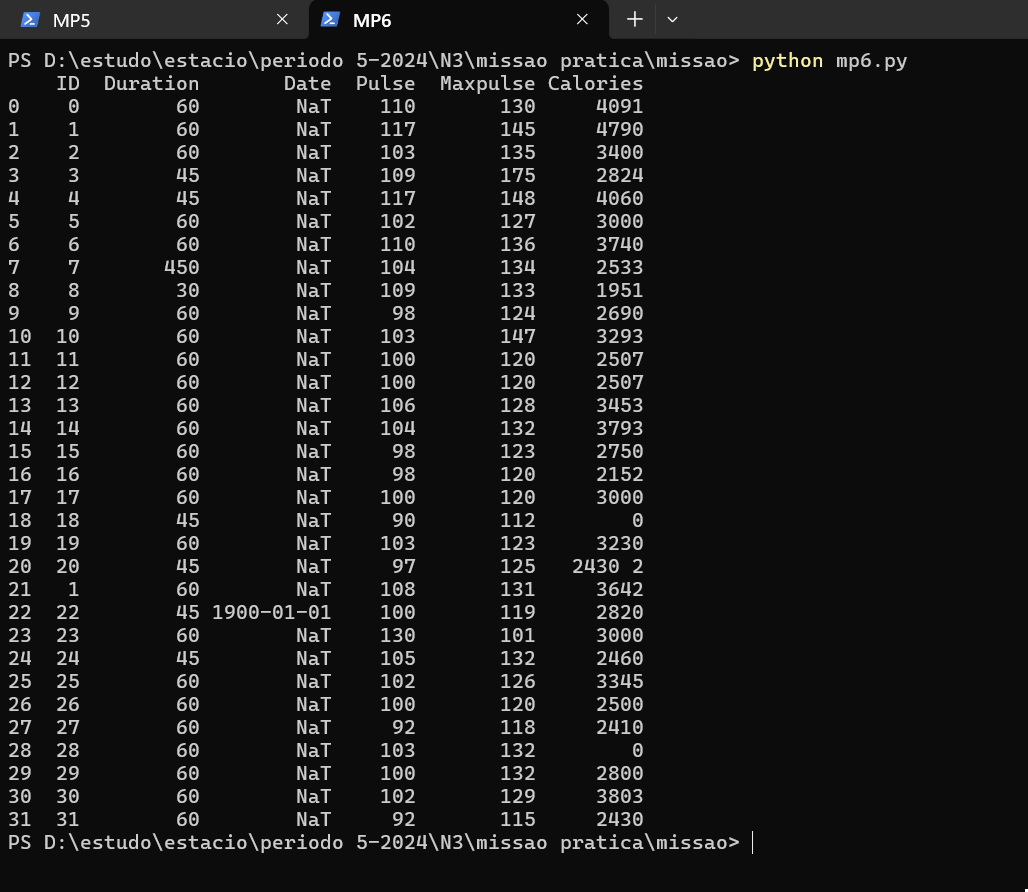 MP5 MP6
PS D:\estudo\estacio\periodo 5-2024\N3\missao pratica\missao> python mp6.py
ID Duration Date Pulse Maxpulse Calories
0 0 60 NaT 110 130 4091
1 1 60 NaT 117 145 4790
2 2 60 NaT 103 135 3400
3 3 45 NaT 109 175 2824
4 4 45 NaT 117 148 4060
5 5 60 NaT 102 127 3000
6 6 60 NaT 110 136 3740
7 7 450 NaT 104 134 2533
8 8 30 NaT 109 133 1951
9 9 60 NaT 98 124 2690
10 10 60 NaT 103 147 3293
11 11 60 NaT 100 120 2507
12 12 60 NaT 100 120 2507
13 13 60 NaT 106 128 3453
14 14 60 NaT 104 132 3793
15 15 60 NaT 98 123 2750
16 16 60 NaT 98 120 2152
17 17 60 NaT 100 120 3000
18 18 45 NaT 90 112 0
19 19 60 NaT 103 123 3230
20 20 45 NaT 97 125 2430 2
21 1 60 NaT 108 131 3642
22 22 45 1900-01-01 100 119 2820
23 23 60 NaT 130 101 3000
24 24 45 NaT 105 132 2460
25 25 60 NaT 102 126 3345
26 26 60 NaT 100 120 2500
27 27 60 NaT 92 118 2410
28 28 60 NaT 103 132 0
29 29 60 NaT 100 132 2800
30 30 60 NaT 102 129 3803
31 31 60 NaT 92 115 2430
PS D:\estudo\estacio\periodo 5-2024\N3\missao pratica\missao>